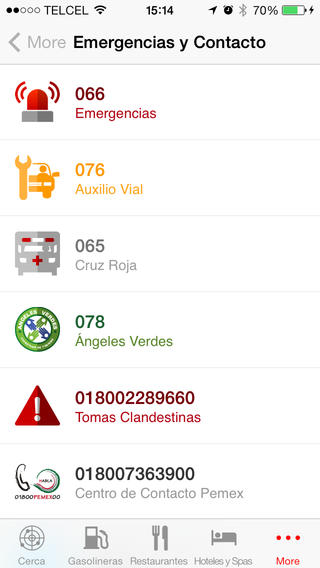 TELCEL 15:14 70%
More Emergencias y Contacto
066
Emergencias
076
Auxilio Vial
065
Cruz Roja
ÁNGELES VERDES
078
Ángeles Verdes
018002289660
Tomas Clandestinas
HABLA
01800PEMEX00
018007363900
Centro de Contacto Pemex
Cerca Gasolineras Restaurantes Hoteles y Spas More